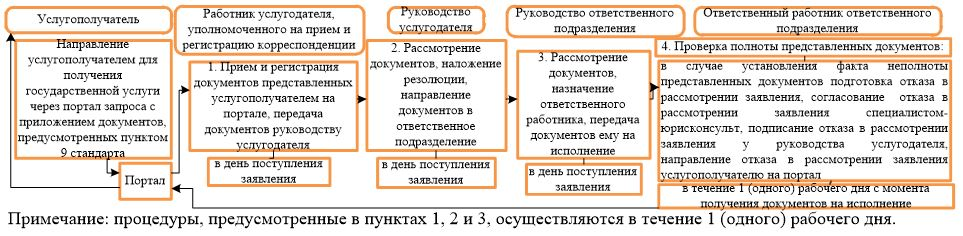 Услугополучатель
Направление
услугополучателем для
получения
государственной услуги
через портал запроса с
приложением документов,
предусмотренных пунктом
9 стандарта
Портал
Работник услугодателя,
уполномоченного на прием и
регистрацию корреспонденции
1. Прием и регистрация
документов представленных
услугополучателем на
портале, передача
документов руководству
услугодателя
в день поступления
заявления
Руководство
услугодателя
2. Рассмотрение
документов, наложение
резолюции,
направление
документов в
ответственное
подразделение
в день поступления
заявления
Руководство ответственного
подразделения
3. Рассмотрение
документов,
назначение
ответственного
работника, передача
документов ему на
исполнение
в день поступления
заявления
Ответственный работник ответственного
подразделения
4. Проверка полноты представленных документов:
в случае установления факта неполноты
представленных документов подготовка отказа в
рассмотрении заявления, согласование отказа в
рассмотрении заявления специалистом-
юрисконсульт, подписание отказа в рассмотрении
заявления у руководства услугодателя,
направление отказа в рассмотрении заявления
услугополучателю на портал
в течение 1 (одного) рабочего дня с момента
получения документов на исполнение
Примечание: процедуры, предусмотренные в пунктах 1, 2 и 3, осуществляются в течение 1 (одного) рабочего дня.